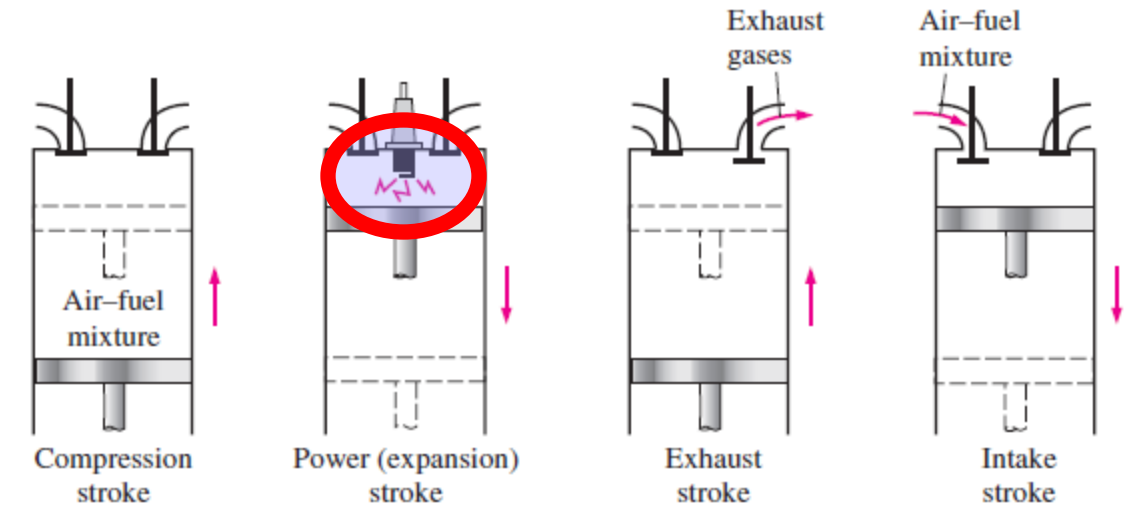 Exhaust
gases
Air–fuel
mixture
Air–fuel
mixture
Compression
stroke
Power (expansion)
stroke
Exhaust
stroke
Intake
stroke